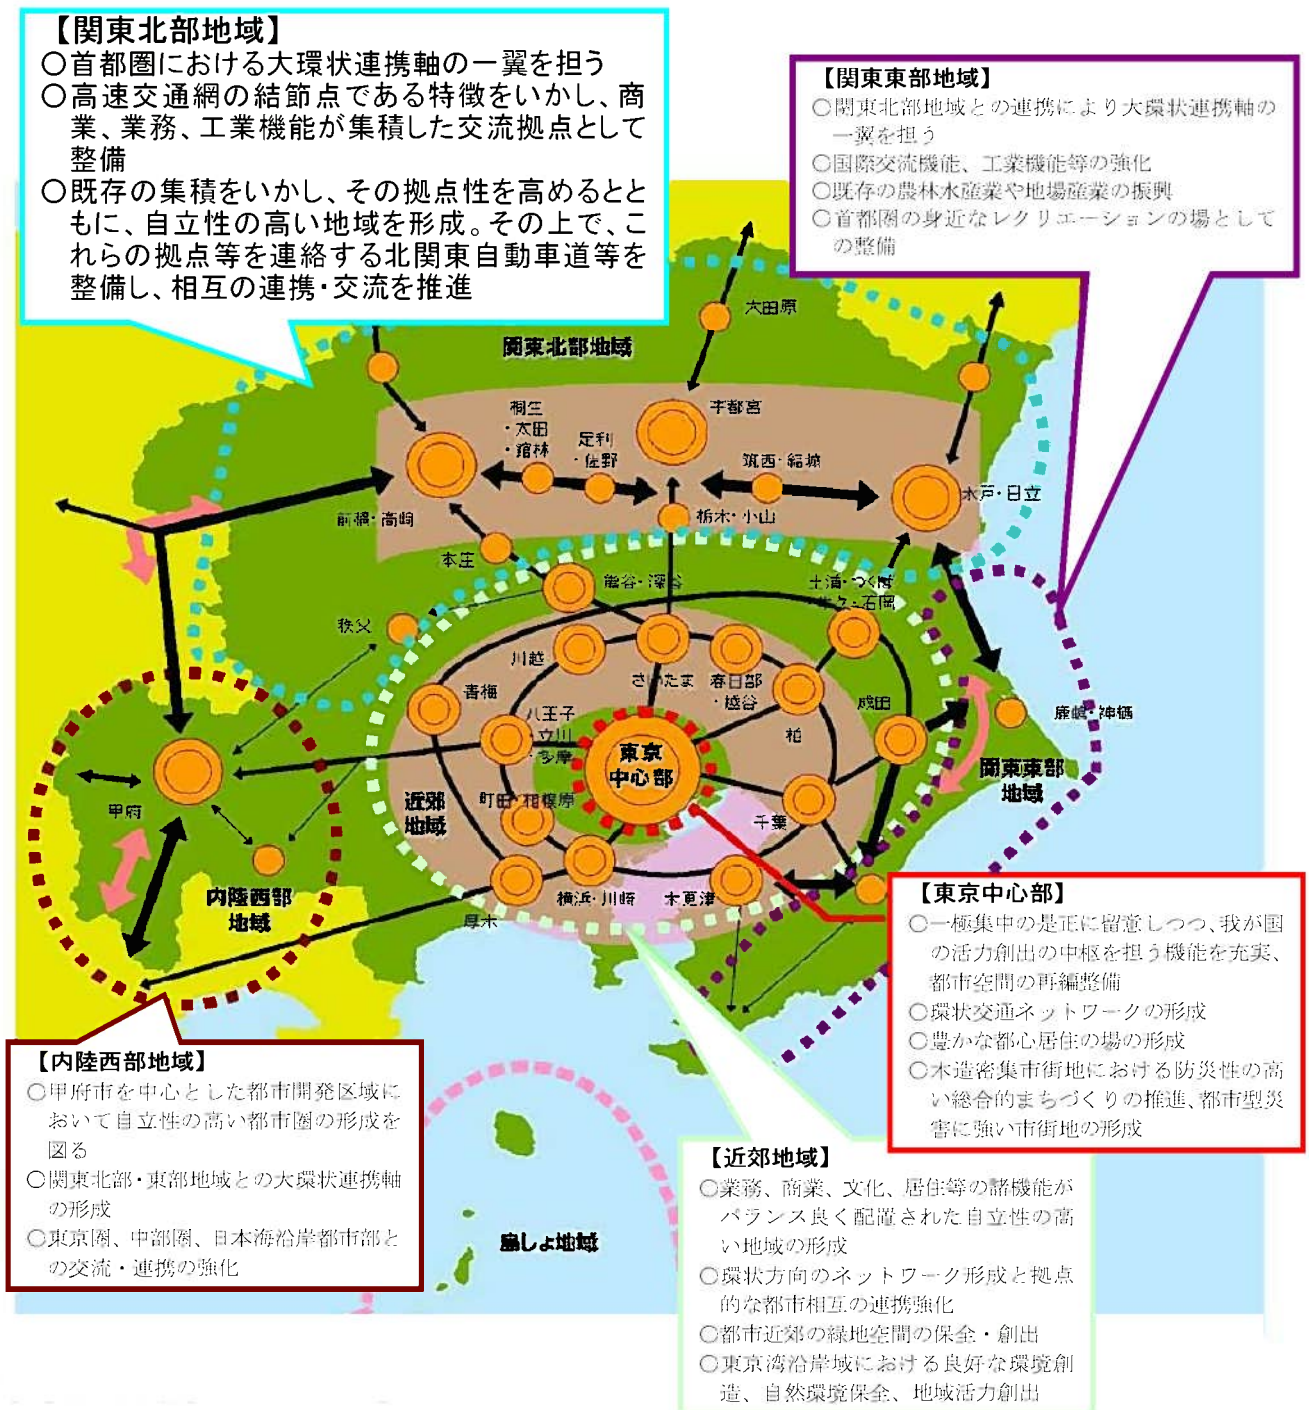 【関東北部地域】
○首都圏における大環状連携軸の一翼を担う
○高速交通網の結節点である特徴をいかし、商
業、業務、工業機能が集積した交流拠点として
整備
○既存の集積をいかし、その拠点性を高めるとと
もに、自立性の高い地域を形成。その上で、こ
れらの拠点等を連絡する北関東自動車道等を
整備し、相互の連携・交流を推進
【関東東部地域】
○関東北部地域との連携により大環状連携軸の
一翼を担う
○国際交流機能、工業機能等の強化
○既存の農林水産業や地場産業の振興
○首都圏の身近なレクリエーションの場として
の整備
大田原
関東北部地域
宇都宮
桐生
・太田
・館林
足利
・佐野
筑西・結城
水戸・日立
前橋・高崎
栃木・小山
本庄
熊谷・深谷
土浦・つくば
・牛久・石岡
秩父
川越
さいたま
春日部
・越谷
青梅
八王子
・立川
・多摩
柏
成田
鹿嶋・神栖
東京
中心部
関東東部
地域
甲府
近郊
地域
町田・相模原
千葉
内陸西部
地域
厚木
横浜・川崎
木更津
【東京中心部】
○一極集中の是正に留意しつつ、我が国
の活力創出の中枢を担う機能を充実、
都市空間の再編整備
○環状交通ネットワークの形成
○豊かな都心居住の場の形成
○木造密集市街地における防災性の高
い総合的まちづくりの推進、都市型災
害に強い市街地の形成
【内陸西部地域】
○甲府市を中心とした都市開発区域に
おいて自立性の高い都市圏の形成を
図る
○関東北部・東部地域との大環状連携軸
の形成
○東京圏、中部圏、日本海沿岸都市部と
の交流・連携の強化
島しょ地域
【近郊地域】
○業務、商業、文化、居住等の諸機能が
バランス良く配置された自立性の高
い地域の形成
○環状方向のネットワーク形成と拠点
的な都市相互の連携強化
○都市近郊の緑地空間の保全・創出
○東京湾沿岸域における良好な環境創
造、自然環境保全、地域活力創出